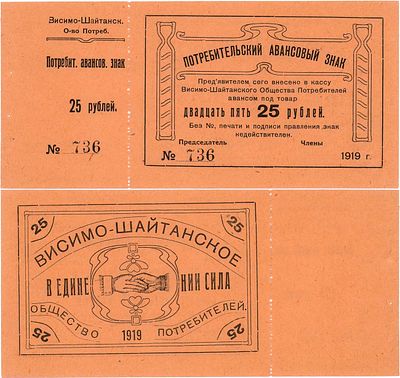 Висимо-Шайтанск.
О-во Потреб.
Потребит. авансов. знак
25 рублей.
№ 736
ПОТРЕБИТЕЛЬСКИЙ АВАНСОВЫЙ ЗНАК
Пред'явителем сего внесено в кассу
Висимо-Шайтанского Общества Потребителей
авансом под товар
двадцать пять 25 рублей.
Без №, печати и подписи правления знак
недействителен.
Председатель Члены
№ 736 1919 г.
25 25
ВИСИМО-ШАЙТАНСКОЕ
В ЕДИНЕНИИ СИЛА
ОБЩЕСТВО 1919 ПОТРЕБИТЕЛЕЙ.
25 25